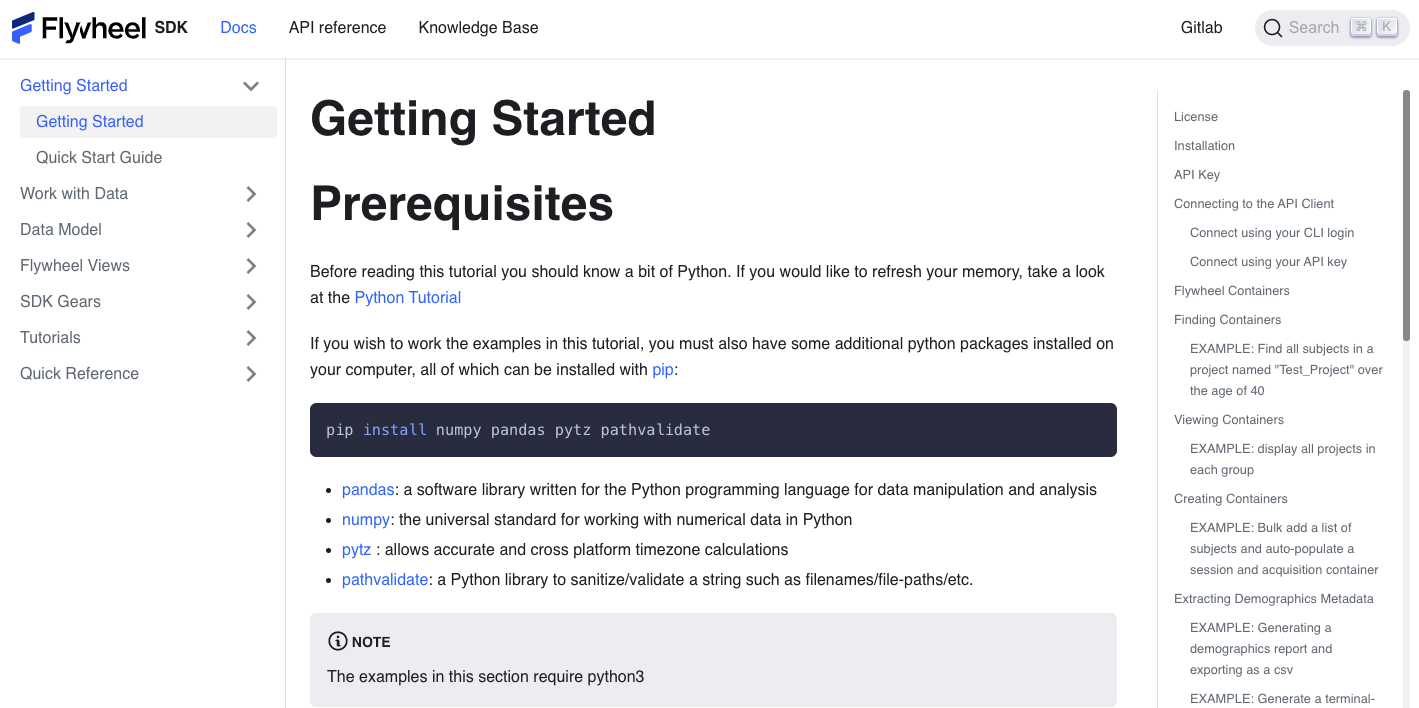 Flywheel SDK Docs API reference Knowledge Base Gitlab Search ⌘ K
Getting Started
Getting Started
Quick Start Guide
Work with Data
Data Model
Flywheel Views
SDK Gears
Tutorials
Quick Reference
Getting Started
Prerequisites
Before reading this tutorial you should know a bit of Python. If you would like to refresh your memory, take a look
at the Python Tutorial
If you wish to work the examples in this tutorial, you must also have some additional python packages installed on
your computer, all of which can be installed with pip:
pip install numpy pandas pytz pathvalidate
• pandas: a software library written for the Python programming language for data manipulation and analysis
• numpy: the universal standard for working with numerical data in Python
• pytz : allows accurate and cross platform timezone calculations
• pathvalidate: a Python library to sanitize/validate a string such as filenames/file-paths/etc.
NOTE
The examples in this section require python3
License
Installation
API Key
Connecting to the API Client
Connect using your CLI login
Connect using your API key
Flywheel Containers
Finding Containers
EXAMPLE: Find all subjects in a
project named "Test_Project" over
the age of 40
Viewing Containers
EXAMPLE: display all projects in
each group
Creating Containers
EXAMPLE: Bulk add a list of
subjects and auto-populate a
session and acquisition container
Extracting Demographics Metadata
EXAMPLE: Generating a
demographics report and
exporting as a csv
EXAMPLE: Generate a terminal-